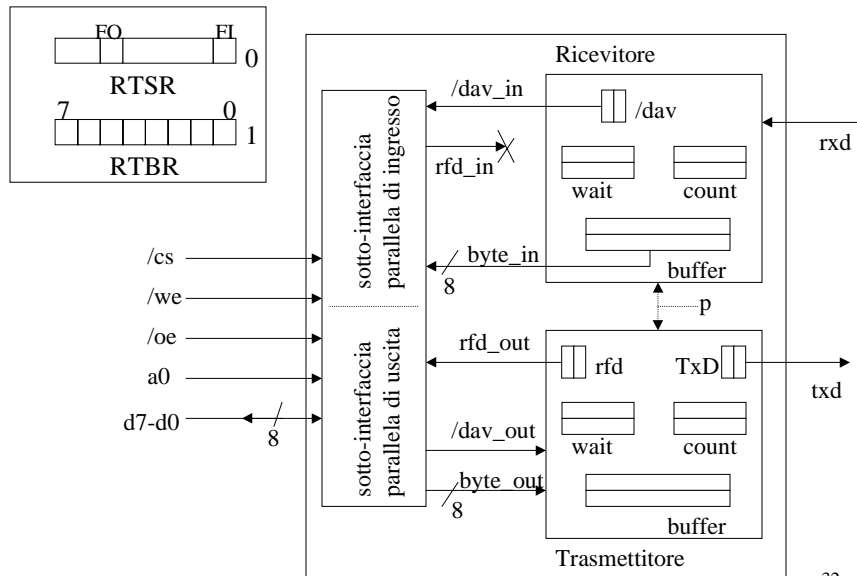 FO FI
0
RTSR
7 0
1
RTBR
Ricevitore
/dav_in
/dav
rxd
rfd_in
wait count
sotto-interfaccia
parallela di ingresso
/cs
byte_in
8
buffer
/we
p
/oe
rfd_out
rfd TxD
a0
txd
d7-d0
8
sotto-interfaccia
parallela di uscita
/dav_out
wait count
byte_out
8
buffer
Trasmettitore